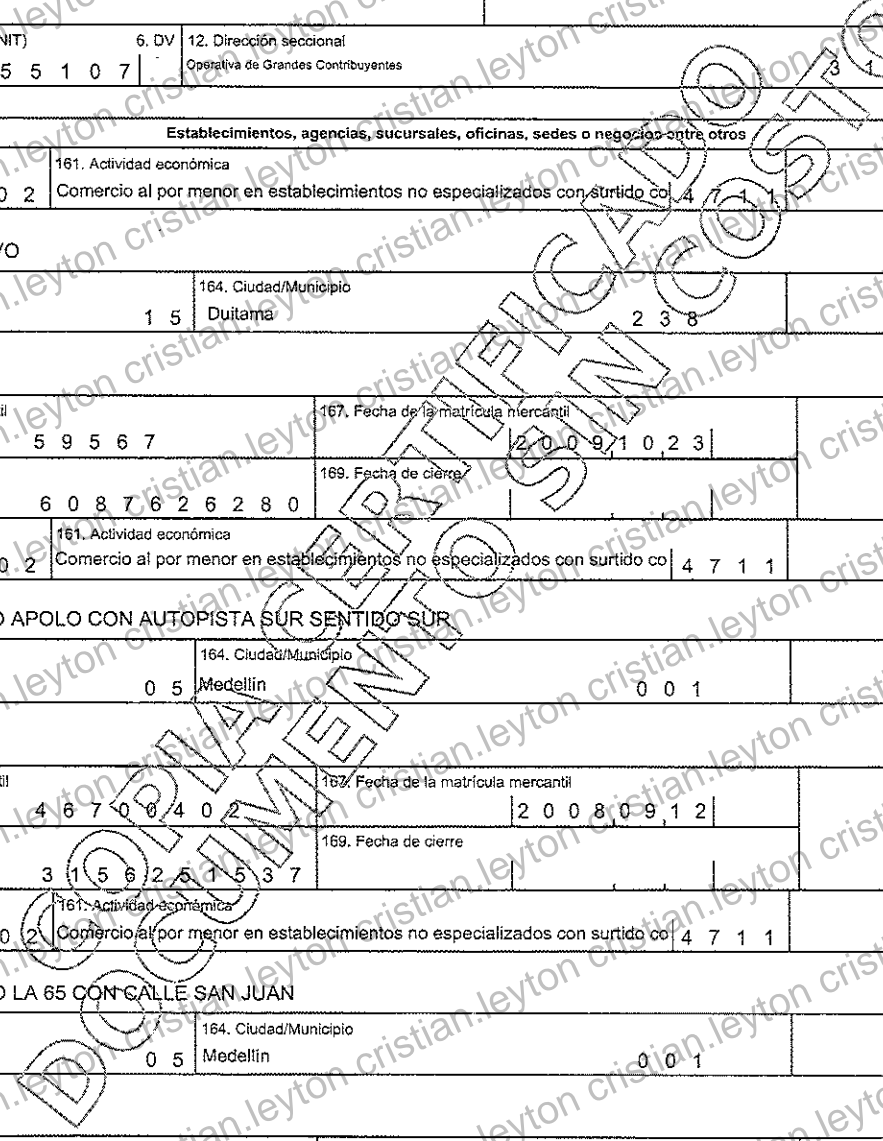 NIT) 6. DV 12. Dirección seccional
5 5 1 0 7 Operativa de Grandes Contribuyentes 3 1
Establecimientos, agencias, sucursales, oficinas, sedes o negocios entre otros
161. Actividad económica
0 2 Comercio al por menor en establecimientos no especializados con surtido co 4 7 1 1
VO
164. Ciudad/Municipio
1 5 Duitama 2 3 8
il 167. Fecha de la matrícula mercantil
5 9 5 6 7 2 0 0 9 1 0 2 3
169. Fecha de cierre
6 0 8 7 6 2 6 2 8 0
161. Actividad económica
0 2 Comercio al por menor en establecimientos no especializados con surtido co 4 7 1 1
O APOLO CON AUTOPISTA SUR SENTIDO SUR
164. Ciudad/Municipio
0 5 Medellín 0 0 1
til 167. Fecha de la matrícula mercantil
4 6 7 0 0 4 0 2 2 0 0 8 0 9 1 2
169. Fecha de cierre
3 1 5 6 2 5 1 5 3 7
161. Actividad económica
0 2 Comercio al por menor en establecimientos no especializados con surtido co 4 7 1 1
O LA 65 CON CALLE SAN JUAN
164. Ciudad/Municipio
0 5 Medellín 0 0 1
COPIA CERTIFICADO
DOCUMENTO SIN COSTO
cristian.leyton cristian.leyton cristian.leyton